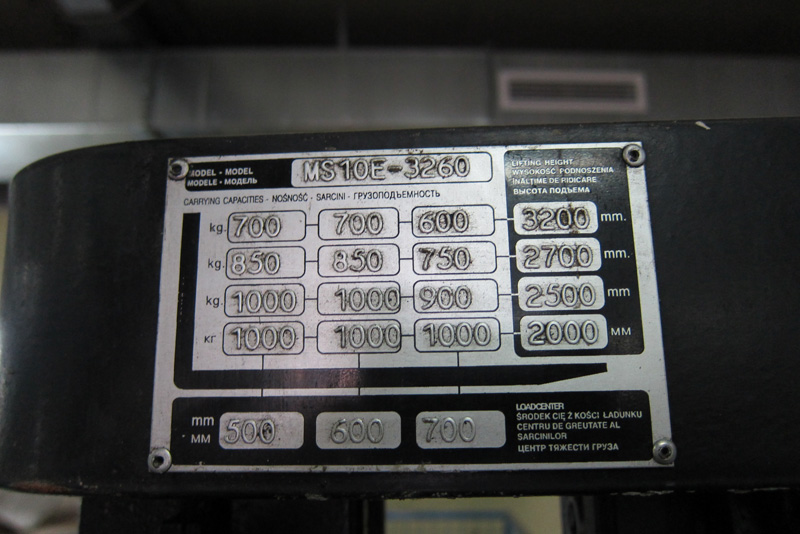 MODEL - MODEL
MODELE - МОДЕЛЬ
MS10E-3260
LIFTING HEIGHT
WYSOKOŚĆ PODNOSZENIA
INALTIME DE RIDICARE
ВЫСОТА ПОДЪЕМА
CARRYING CAPACITIES - NOŚNOŚĆ - SARCINI - ГРУЗОПОДЪЕМНОСТЬ
kg. 700 700 600 3200 mm.
kg. 850 850 750 2700 mm.
kg. 1000 1000 900 2500 mm
кг 1000 1000 1000 2000 мм
mm
мм
500 600 700
LOADCENTER
ŚRODEK CIĘŻKOŚCI ŁADUNKU
CENTRU DE GREUTATE AL
SARCINILOR
ЦЕНТР ТЯЖЕСТИ ГРУЗА